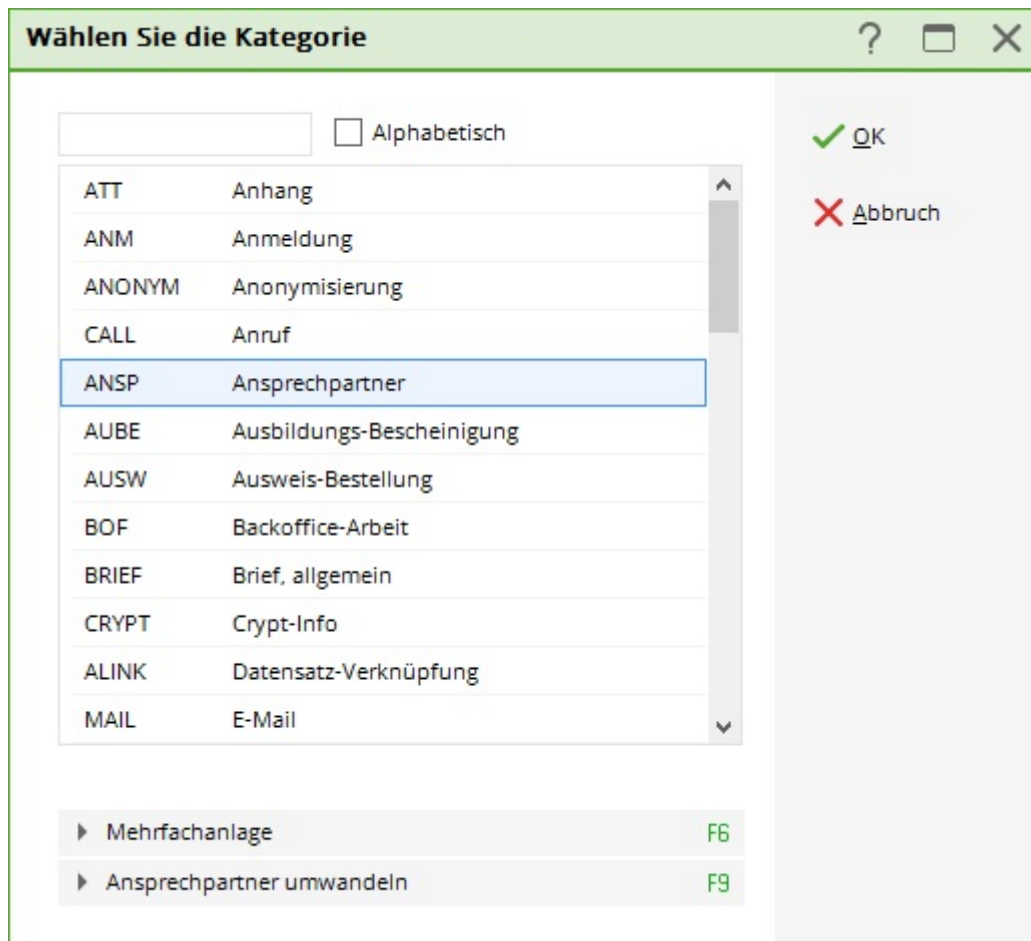 Wählen Sie die Kategorie
Alphabetisch
OK
Abbruch
ATT Anhang
ANM Anmeldung
ANONYM Anonymisierung
CALL Anruf
ANSP Ansprechpartner
AUBE Ausbildungs-Bescheinigung
AUSW Ausweis-Bestellung
BOF Backoffice-Arbeit
BRIEF Brief, allgemein
CRYPT Crypt-Info
ALINK Datensatz-Verknüpfung
MAIL E-Mail
Mehrfachanlage F6
Ansprechpartner umwandeln F9